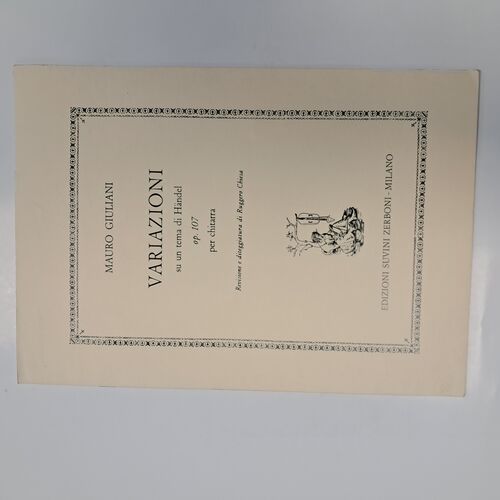 MAURO GIULIANI
VARIAZIONI
su un tema di Händel
op. 107
per chitarra
Revisione e diteggiatura di Ruggero Chiesa
EDIZIONI SUVINI ZERBONI - MILANO